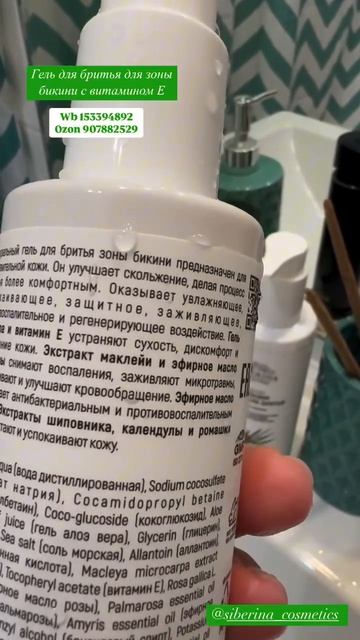 Гель для бритья для зоны
бикини с витамином Е
Wb 153394892
Ozon 907882529
гель для бритья зоны бикини предназначен для
кожи. Он улучшает скольжение, делая процесс
более комфортным. Оказывает увлажняющее,
защитное, заживляющее,
и регенерирующее воздействие. Гель
и витамин Е устраняют сухость, дискомфорт и
кожи. Экстракт маклейи и эфирное масло
снимают воспаления, заживляют микротравмы,
и улучшают кровообращение. Эфирное масло
антибактериальным и противовоспалительным
Экстракты шиповника, календулы и ромашки
и успокаивают кожу.
(вода дистиллированная), Sodium cocosulfate
натрия), Cocamidopropyl betaine
Coco-glucoside (кокоглюкозид), Aloe
juice (гель алоэ вера), Glycerin (глицерин),
Sea salt (соль морская), Allantoin (аллантоин),
кислота), Macleya microcarpa extract
Tocopheryl acetate (витамин Е), Rosa gallica
масло розы), Palmarosa essential oil
Amyris essential oil (эфирное
alcohol
EAC
@siberina_cosmetics